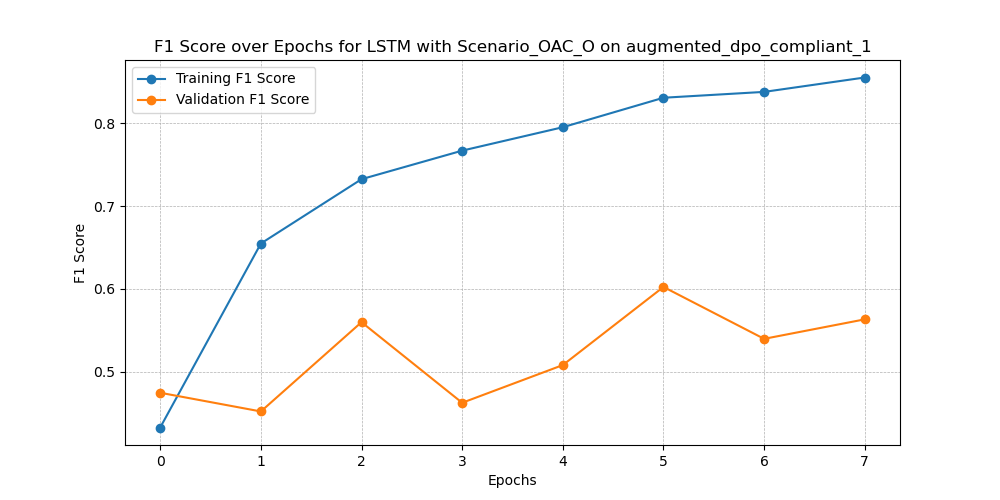 F1 Score over Epochs for LSTM with Scenario_OAC_O on augmented_dpo_compliant_1
Training F1 Score
Validation F1 Score
F1 Score
0.8
0.7
0.6
0.5
0 1 2 3 4 5 6 7
Epochs